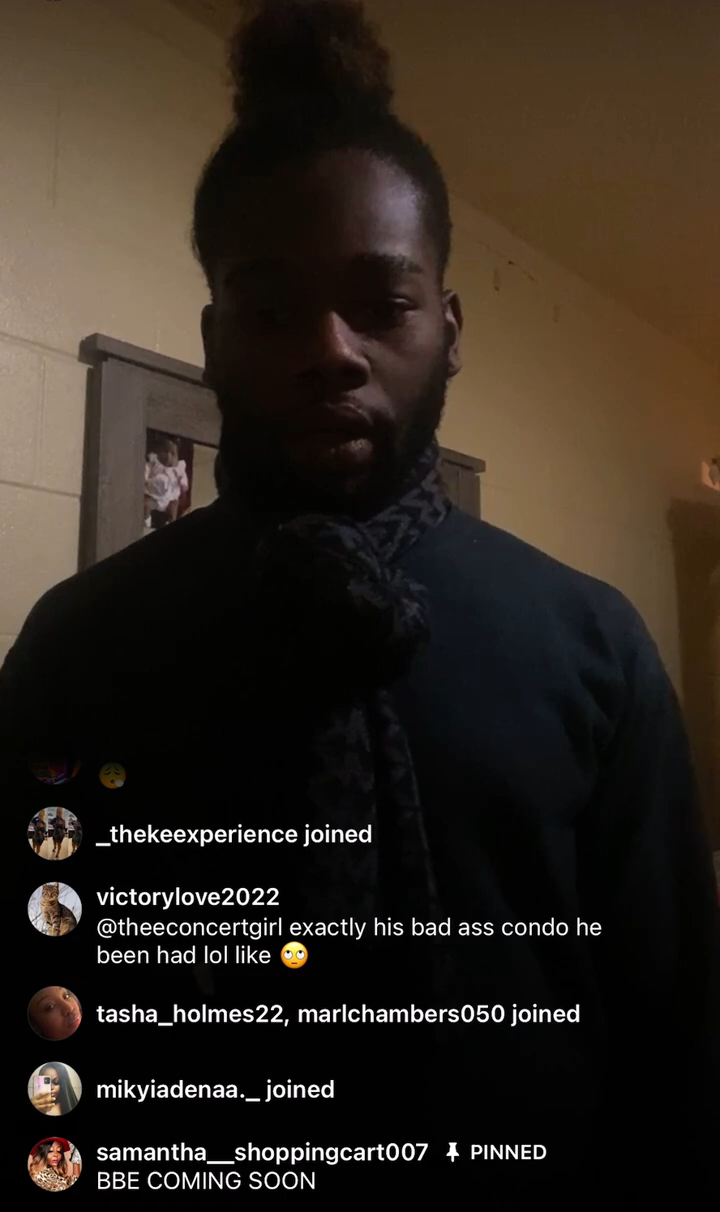 😮‍💨
_thekeexperience joined
victorylove2022
@theeconcertgirl exactly his bad ass condo he
been had lol like 🙄
tasha_holmes22, marlchambers050 joined
mikyiadenaa._ joined
samantha__shoppingcart007 PINNED
BBE COMING SOON